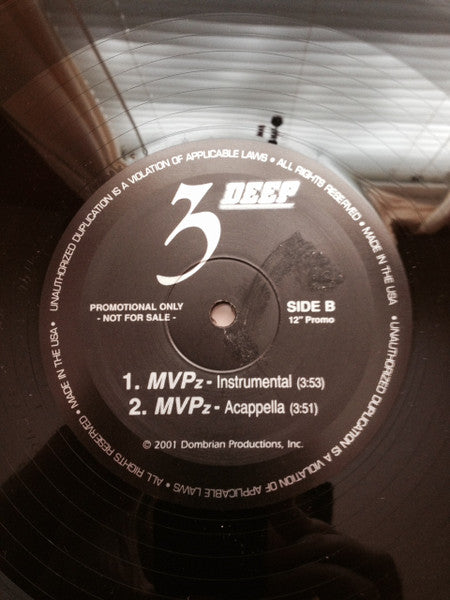 3 DEEP
PROMOTIONAL ONLY
- NOT FOR SALE -
SIDE B
12" Promo
1. MVPz - Instrumental (3:53)
2. MVPz - Acappella (3:51)
© 2001 Dombrian Productions, Inc.
UNAUTHORIZED DUPLICATION IS A VIOLATION OF APPLICABLE LAWS • ALL RIGHTS RESERVED • MADE IN THE USA • UNAUTHORIZED DUPLICATION IS A VIOLATION OF APPLICABLE LAWS • ALL RIGHTS RESERVED • MADE IN THE USA •